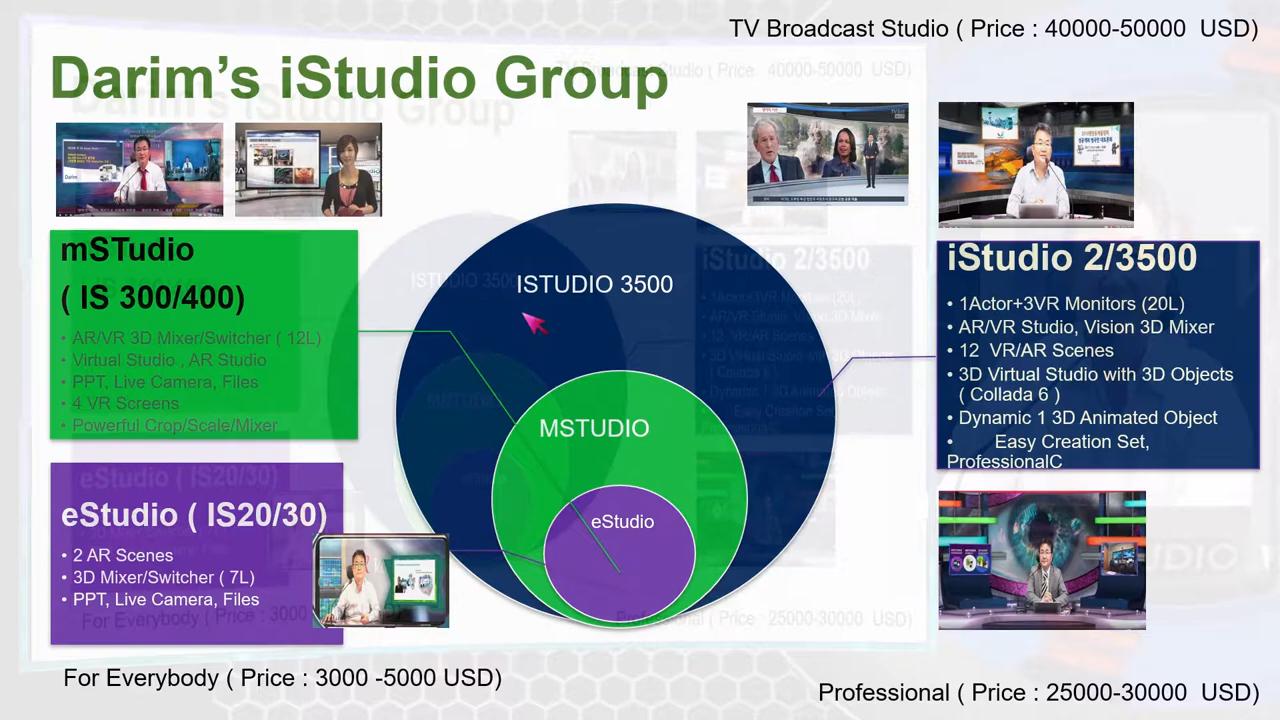 TV Broadcast Studio ( Price : 40000-50000 USD)
Darim's iStudio Group
mSTudio
( IS 300/400)
• AR/VR 3D Mixer/Switcher ( 12L)
• Virtual Studio , AR Studio
• PPT, Live Camera, Files
• 4 VR Screens
• Powerful Crop/Scale/Mixer
eStudio ( IS20/30)
• 2 AR Scenes
• 3D Mixer/Switcher ( 7L)
• PPT, Live Camera, Files
For Everybody ( Price : 3000 -5000 USD)
ISTUDIO 3500
MSTUDIO
eStudio
iStudio 2/3500
• 1Actor+3VR Monitors (20L)
• AR/VR Studio, Vision 3D Mixer
• 12 VR/AR Scenes
• 3D Virtual Studio with 3D Objects
( Collada 6 )
• Dynamic 1 3D Animated Object
• Easy Creation Set,
ProfessionalC
Professional ( Price : 25000-30000 USD)